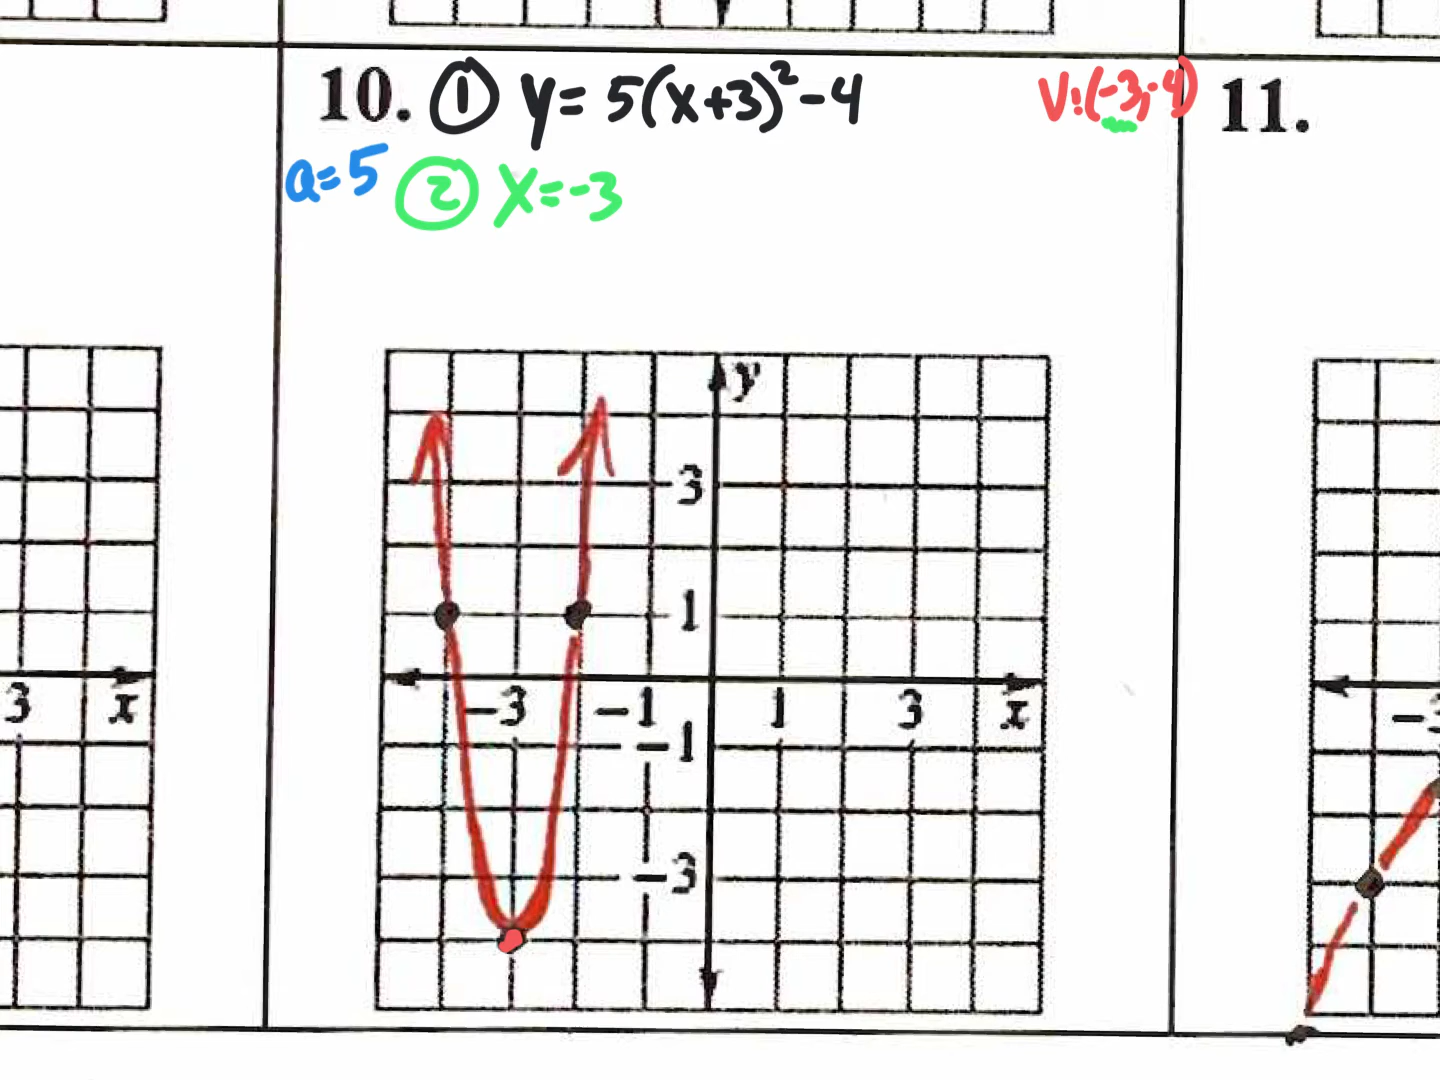 10. ① y = 5(x+3)² - 4
V:(-3,-4)
11.
a=5 ② x=-3
y
3
1
3 x
-3 -1 1 3 x
-3
-1
-3